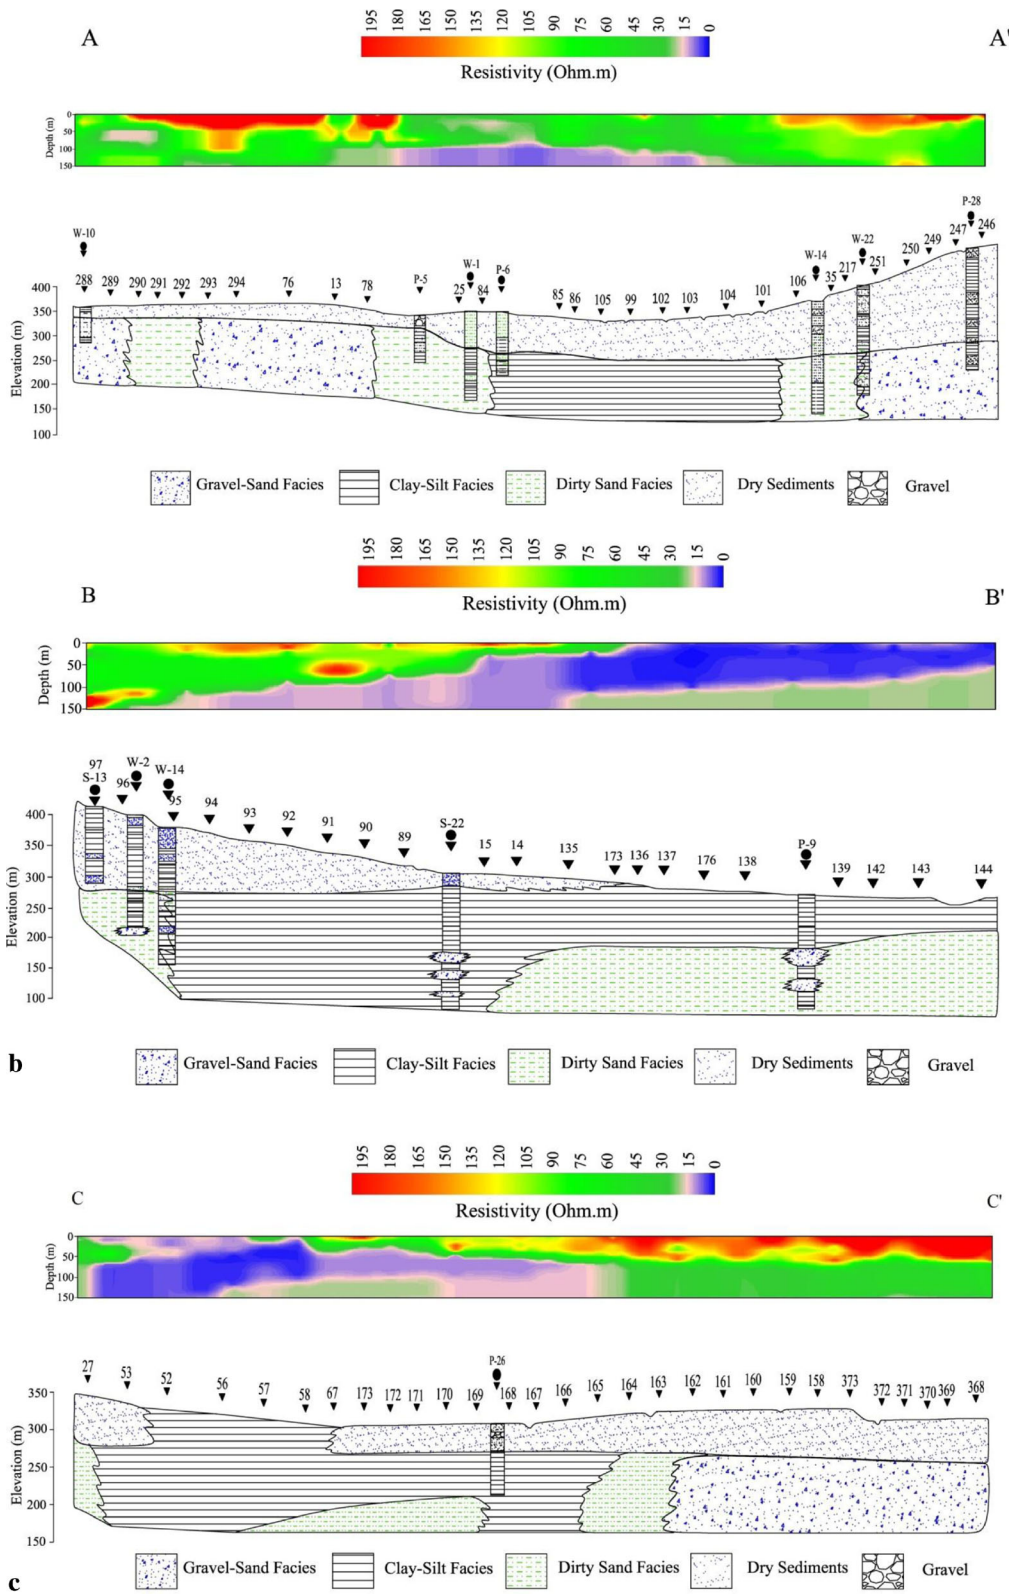 195 180 165 150 135 120 105 90 75 60 45 30 15 0
A A'
Resistivity (Ohm.m)
Depth (m)
0
50
100
150
P-28
W-10 W-22 247 246
W-14 249
250
288 289 290 291 292 293 294 76 13 78 P-5 25 W-1 84 P-6 85 86 105 99 102 103 104 101 106 35 217 251
Elevation (m)
400
350
300
250
200
150
100
Gravel-Sand Facies Clay-Silt Facies Dirty Sand Facies Dry Sediments Gravel
195 180 165 150 135 120 105 90 75 60 45 30 15 0
B B'
Resistivity (Ohm.m)
Depth (m)
0
50
100
150
97 W-2 W-14
S-13 96 95 94 93 92 91 90 89 S-22 15 14 135 173 136 137 176 138 P-9 139 142 143 144
Elevation (m)
400
350
300
250
200
150
100
b
Gravel-Sand Facies Clay-Silt Facies Dirty Sand Facies Dry Sediments Gravel
195 180 165 150 135 120 105 90 75 60 45 30 15 0
C C'
Resistivity (Ohm.m)
Depth (m)
0
50
100
150
P-26
27 53 52 56 57 58 67 173 172 171 170 169 168 167 166 165 164 163 162 161 160 159 158 373 372 371 370 369 368
Elevation (m)
350
300
250
200
150
c
Gravel-Sand Facies Clay-Silt Facies Dirty Sand Facies Dry Sediments Gravel